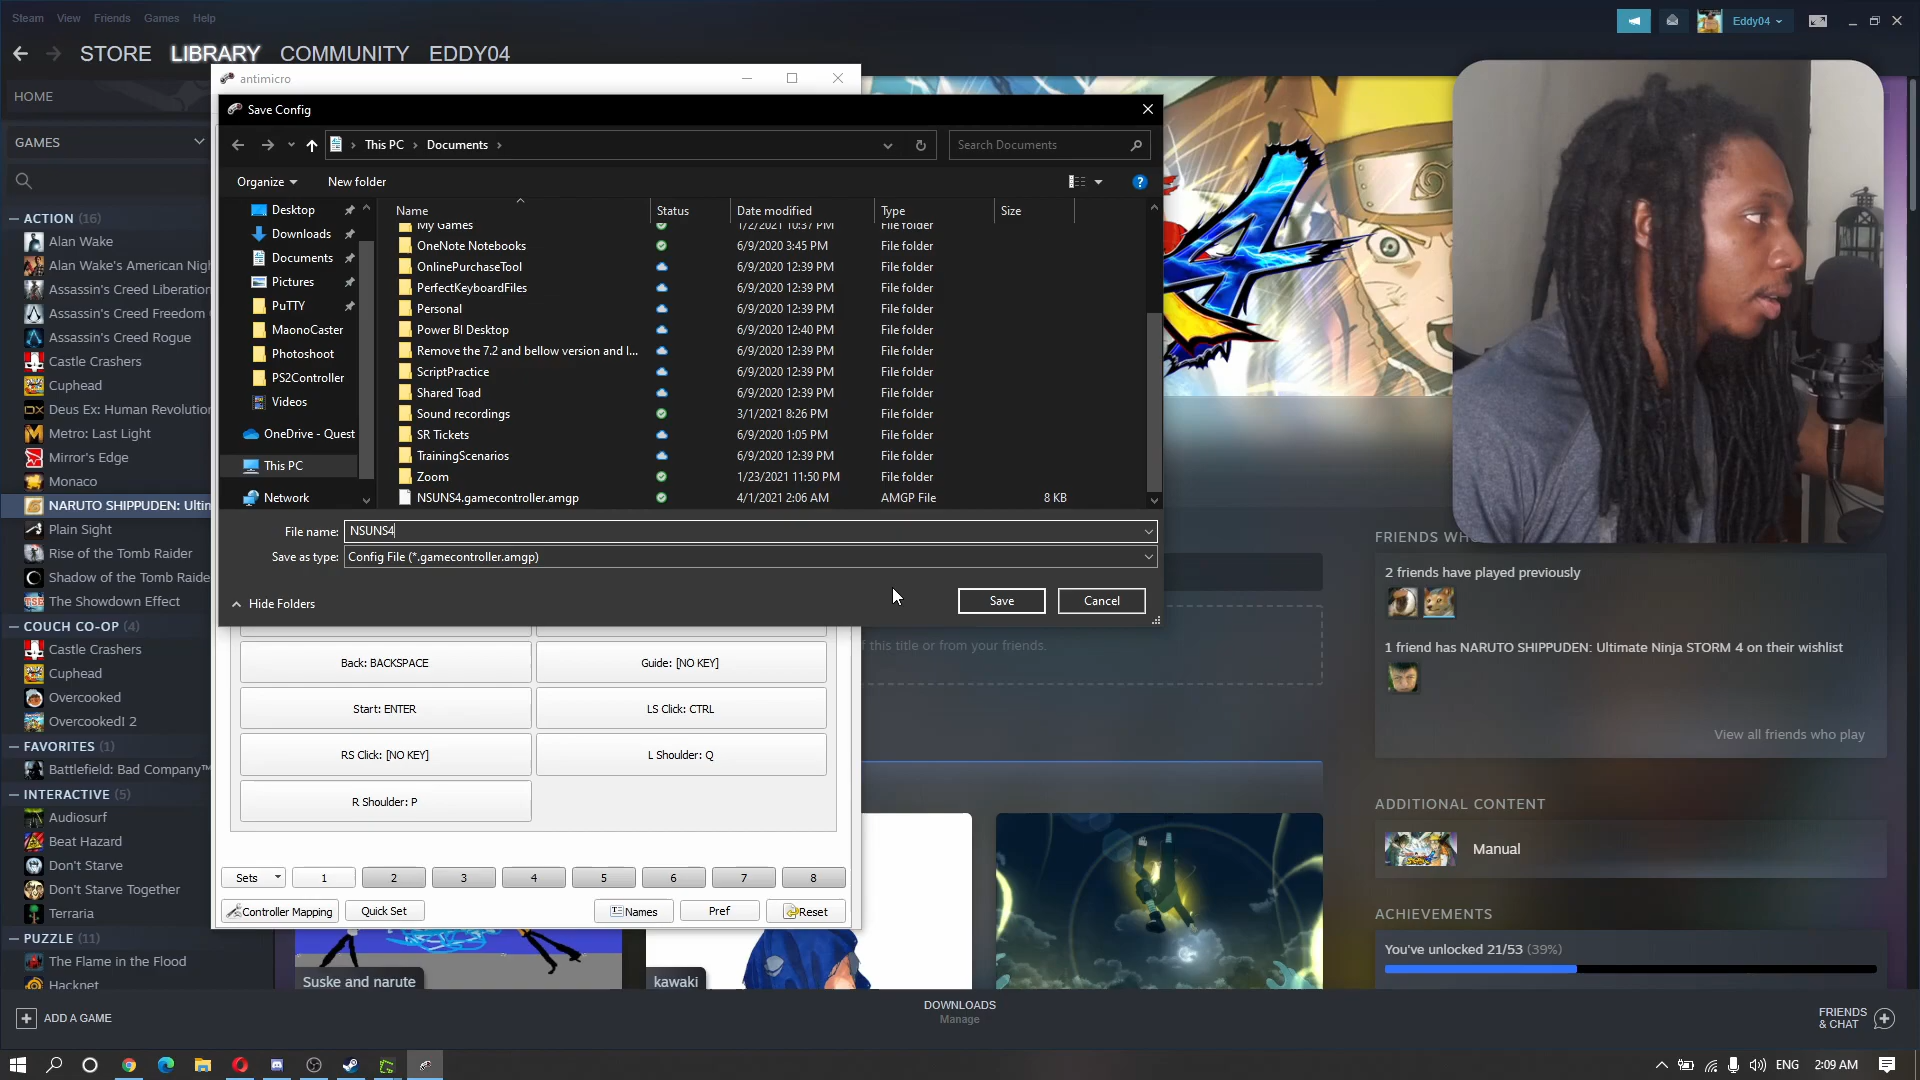 Steam View Friends Games Help
Eddy04
STORE LIBRARY COMMUNITY EDDY04
antimicro
HOME
Save Config
GAMES
This PC > Documents >
Search Documents
Organize
New folder
Desktop
Downloads
Documents
Pictures
PuTTY
MaonoCaster
Photoshoot
PS2Controller
Videos
OneDrive - Quest
This PC
Network
Name Status Date modified Type Size
My Games 1/2/2021 10:37 PM File folder
OneNote Notebooks 6/9/2020 3:45 PM File folder
OnlinePurchaseTool 6/9/2020 12:39 PM File folder
PerfectKeyboardFiles 6/9/2020 12:39 PM File folder
Personal 6/9/2020 12:39 PM File folder
Power BI Desktop 6/9/2020 12:40 PM File folder
Remove the 7.2 and bellow version and I... 6/9/2020 12:39 PM File folder
ScriptPractice 6/9/2020 12:39 PM File folder
Shared Toad 6/9/2020 12:39 PM File folder
Sound recordings 3/1/2021 8:26 PM File folder
SR Tickets 6/9/2020 1:05 PM File folder
TrainingScenarios 6/9/2020 12:39 PM File folder
Zoom 1/23/2021 11:50 PM File folder
NSUNS4.gamecontroller.amgp 4/1/2021 2:06 AM AMGP File 8 KB
File name: NSUNS4
Save as type: Config File (*.gamecontroller.amgp)
Hide Folders
Save
Cancel
ACTION (16)
Alan Wake
Alan Wake's American Nigh
Assassin's Creed Liberation
Assassin's Creed Freedom
Assassin's Creed Rogue
Castle Crashers
Cuphead
Deus Ex: Human Revolution
Metro: Last Light
Mirror's Edge
Monaco
NARUTO SHIPPUDEN: Ultim
Plain Sight
Rise of the Tomb Raider
Shadow of the Tomb Raide
The Showdown Effect
COUCH CO-OP (4)
Castle Crashers
Cuphead
Overcooked
Overcooked! 2
FAVORITES (1)
Battlefield: Bad Company™
INTERACTIVE (5)
Audiosurf
Beat Hazard
Don't Starve
Don't Starve Together
Terraria
PUZZLE (11)
The Flame in the Flood
Hacknet
Back: BACKSPACE
Guide: [NO KEY]
Start: ENTER
LS Click: CTRL
RS Click: [NO KEY]
L Shoulder: Q
R Shoulder: P
Sets 1 2 3 4 5 6 7 8
Controller Mapping
Quick Set
Names
Pref
Reset
this title or from your friends.
Suske and narute
kawaki
4
FRIENDS WH
2 friends have played previously
1 friend has NARUTO SHIPPUDEN: Ultimate Ninja STORM 4 on their wishlist
View all friends who play
ADDITIONAL CONTENT
Manual
ACHIEVEMENTS
You've unlocked 21/53 (39%)
ADD A GAME
DOWNLOADS
Manage
FRIENDS
& CHAT
ENG
2:09 AM